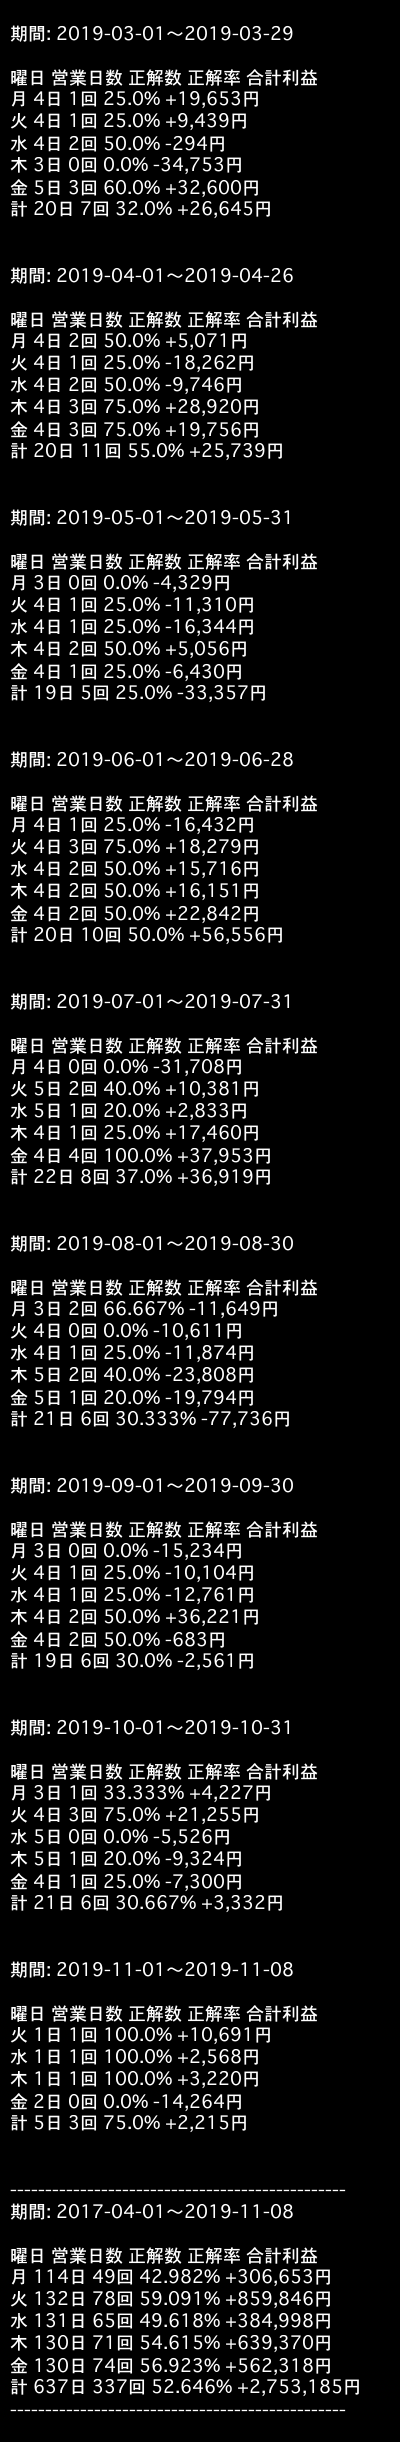 期間: 2019-03-01〜2019-03-29
曜日 営業日数 正解数 正解率 合計利益
月 4日 1回 25.0% +19,653円
火 4日 1回 25.0% +9,439円
水 4日 2回 50.0% -294円
木 3日 0回 0.0% -34,753円
金 5日 3回 60.0% +32,600円
計 20日 7回 32.0% +26,645円
期間: 2019-04-01〜2019-04-26
曜日 営業日数 正解数 正解率 合計利益
月 4日 2回 50.0% +5,071円
火 4日 1回 25.0% -18,262円
水 4日 2回 50.0% -9,746円
木 4日 3回 75.0% +28,920円
金 4日 3回 75.0% +19,756円
計 20日 11回 55.0% +25,739円
期間: 2019-05-01〜2019-05-31
曜日 営業日数 正解数 正解率 合計利益
月 3日 0回 0.0% -4,329円
火 4日 1回 25.0% -11,310円
水 4日 1回 25.0% -16,344円
木 4日 2回 50.0% +5,056円
金 4日 1回 25.0% -6,430円
計 19日 5回 25.0% -33,357円
期間: 2019-06-01〜2019-06-28
曜日 営業日数 正解数 正解率 合計利益
月 4日 1回 25.0% -16,432円
火 4日 3回 75.0% +18,279円
水 4日 2回 50.0% +15,716円
木 4日 2回 50.0% +16,151円
金 4日 2回 50.0% +22,842円
計 20日 10回 50.0% +56,556円
期間: 2019-07-01〜2019-07-31
曜日 営業日数 正解数 正解率 合計利益
月 4日 0回 0.0% -31,708円
火 5日 2回 40.0% +10,381円
水 5日 1回 20.0% +2,833円
木 4日 1回 25.0% +17,460円
金 4日 4回 100.0% +37,953円
計 22日 8回 37.0% +36,919円
期間: 2019-08-01〜2019-08-30
曜日 営業日数 正解数 正解率 合計利益
月 3日 2回 66.667% -11,649円
火 4日 0回 0.0% -10,611円
水 4日 1回 25.0% -11,874円
木 5日 2回 40.0% -23,808円
金 5日 1回 20.0% -19,794円
計 21日 6回 30.333% -77,736円
期間: 2019-09-01〜2019-09-30
曜日 営業日数 正解数 正解率 合計利益
月 3日 0回 0.0% -15,234円
火 4日 1回 25.0% -10,104円
水 4日 1回 25.0% -12,761円
木 4日 2回 50.0% +36,221円
金 4日 2回 50.0% -683円
計 19日 6回 30.0% -2,561円
期間: 2019-10-01〜2019-10-31
曜日 営業日数 正解数 正解率 合計利益
月 3日 1回 33.333% +4,227円
火 4日 3回 75.0% +21,255円
水 5日 0回 0.0% -5,526円
木 5日 1回 20.0% -9,324円
金 4日 1回 25.0% -7,300円
計 21日 6回 30.667% +3,332円
期間: 2019-11-01〜2019-11-08
曜日 営業日数 正解数 正解率 合計利益
火 1日 1回 100.0% +10,691円
水 1日 1回 100.0% +2,568円
木 1日 1回 100.0% +3,220円
金 2日 0回 0.0% -14,264円
計 5日 3回 75.0% +2,215円
------------------------------------------------
期間: 2017-04-01〜2019-11-08
曜日 営業日数 正解数 正解率 合計利益
月 114日 49回 42.982% +306,653円
火 132日 78回 59.091% +859,846円
水 131日 65回 49.618% +384,998円
木 130日 71回 54.615% +639,370円
金 130日 74回 56.923% +562,318円
計 637日 337回 52.646% +2,753,185円
------------------------------------------------